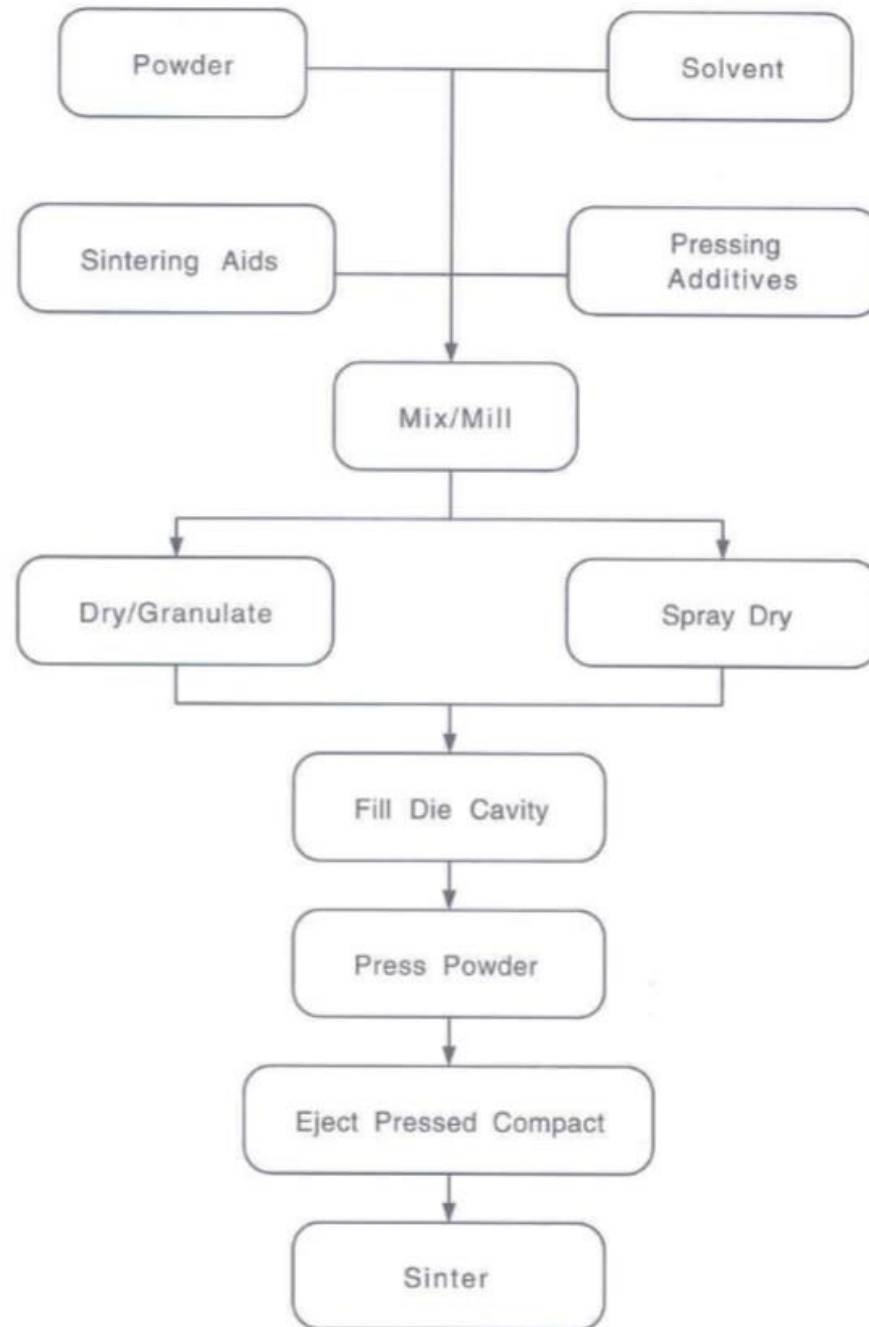 Powder
Solvent
Sintering Aids
Pressing
Additives
Mix/Mill
Dry/Granulate
Spray Dry
Fill Die Cavity
Press Powder
Eject Pressed Compact
Sinter